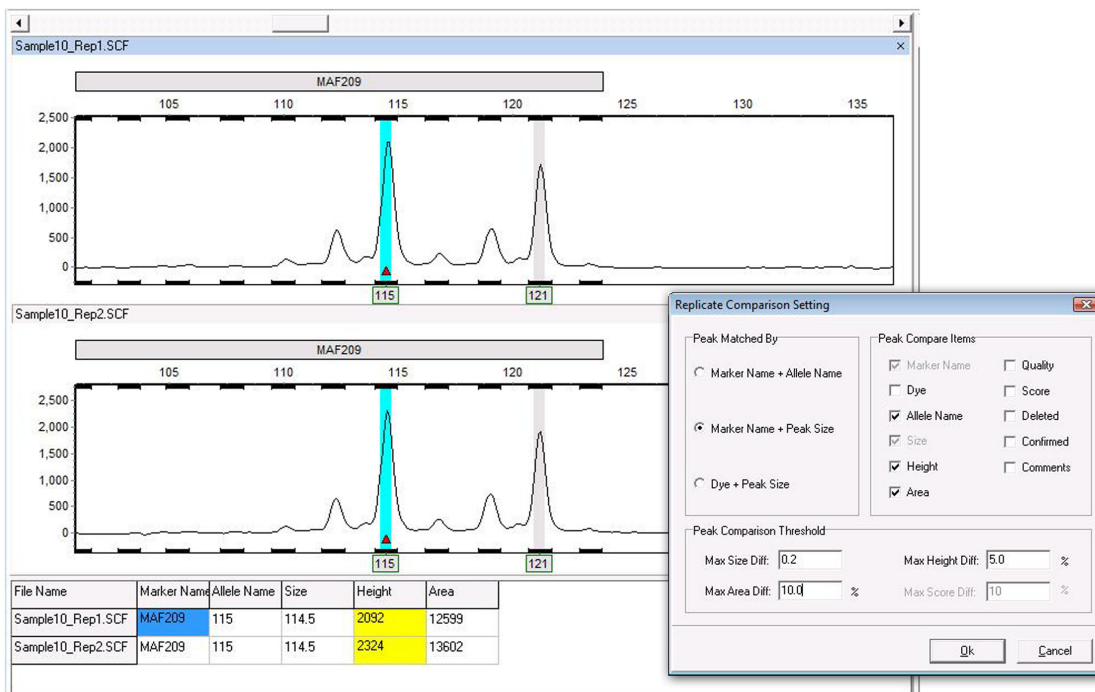 Sample10_Rep1.SCF
MAF209
105 110 115 120 125 130 135
2,500
2,000
1,500
1,000
500
0
115 121
Sample10_Rep2.SCF
MAF209
105 110 115 120 125
2,500
2,000
1,500
1,000
500
0
115 121
File Name Marker Name Allele Name Size Height Area
Sample10_Rep1.SCF MAF209 115 114.5 2092 12599
Sample10_Rep2.SCF MAF209 115 114.5 2324 13602
Replicate Comparison Setting
Peak Matched By
Marker Name + Allele Name
Marker Name + Peak Size
Dye + Peak Size
Peak Compare Items
Marker Name Quality
Dye Score
Allele Name Deleted
Size Confirmed
Height Comments
Area
Peak Comparison Threshold
Max Size Diff: 0.2 Max Height Diff: 5.0 %
Max Area Diff: 10.0 % Max Score Diff: 10 %
Ok Cancel